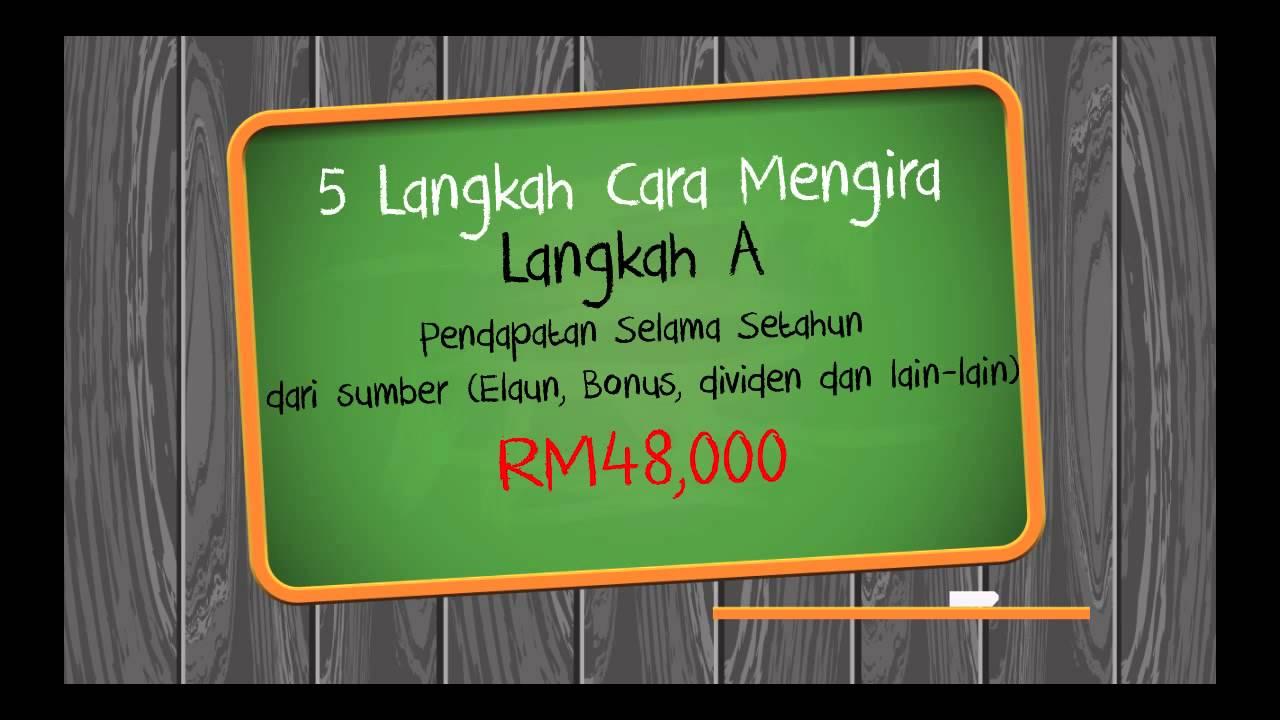 5 Langkah Cara Mengira
Langkah A
Pendapatan Selama Setahun
dari sumber (Elaun, Bonus, dividen dan lain-lain)
RM48,000